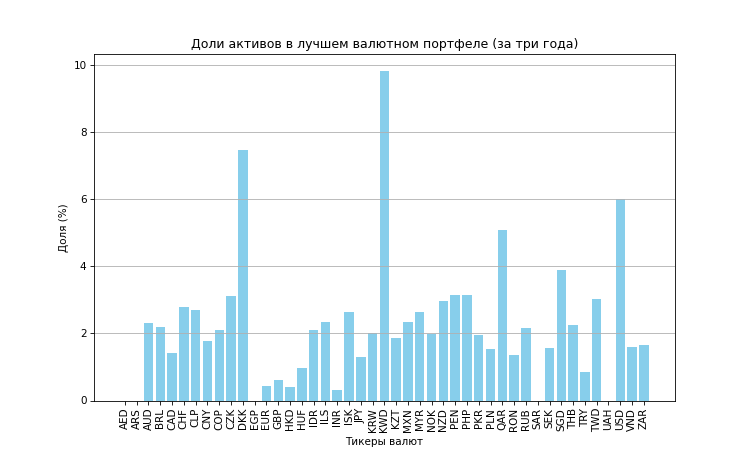 Доли активов в лучшем валютном портфеле (за три года)
10
8
6
4
2
0
Доля (%)
AED ARS AUD BRL CAD CHF CLP CNY COP CZK DKK EGP EUR GBP HKD HUF IDR ILS INR ISK JPY KRW KWD KZT MXN MYR NOK NZD PEN PHP PKR PLN QAR RON RUB SAR SEK SGD THB TRY TWD UAH USD VND ZAR
Тикеры валют